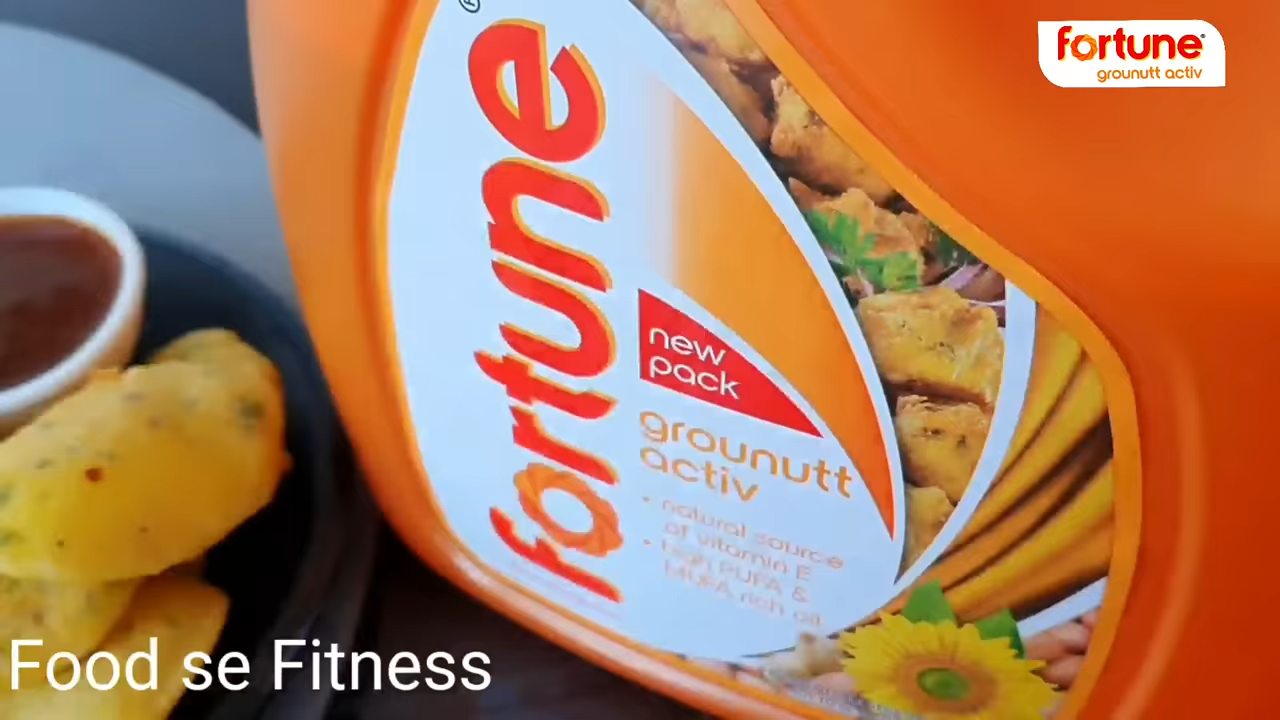 fortune
grounutt activ
fortune
new
pack
grounutt
activ
• natural source
of vitamin E
• high PUFA &
MUFA rich oil
Food se Fitness